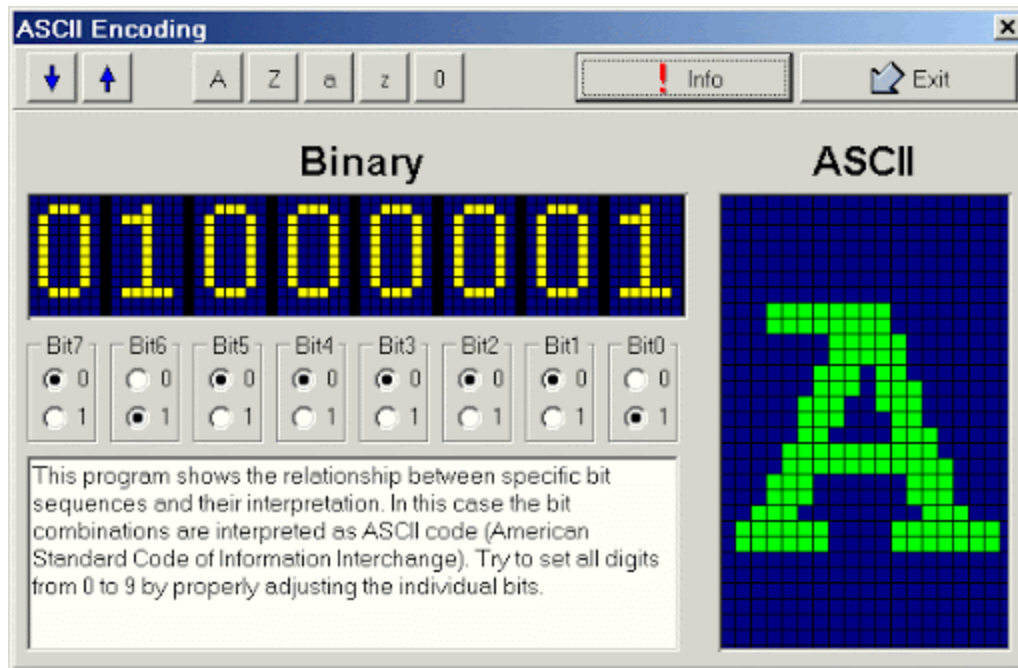 ASCII Encoding
A Z a z 0 Info Exit
Binary ASCII
01000001
A
Bit7 Bit6 Bit5 Bit4 Bit3 Bit2 Bit1 Bit0
0 0 0 0 0 0 0 0
1 1 1 1 1 1 1 1
This program shows the relationship between specific bit
sequences and their interpretation. In this case the bit
combinations are interpreted as ASCII code (American
Standard Code of Information Interchange). Try to set all digits
from 0 to 9 by properly adjusting the individual bits.